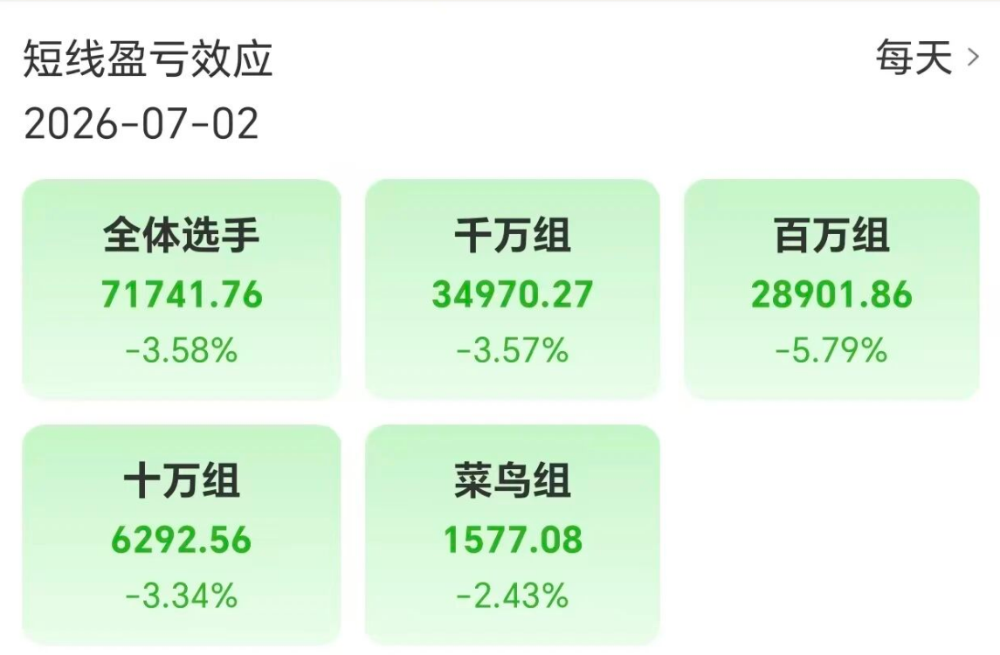 短线盈亏效应
每天 >
2026-07-02
全体选手
71741.76
-3.58%
千万组
34970.27
-3.57%
百万组
28901.86
-5.79%
十万组
6292.56
-3.34%
菜鸟组
1577.08
-2.43%